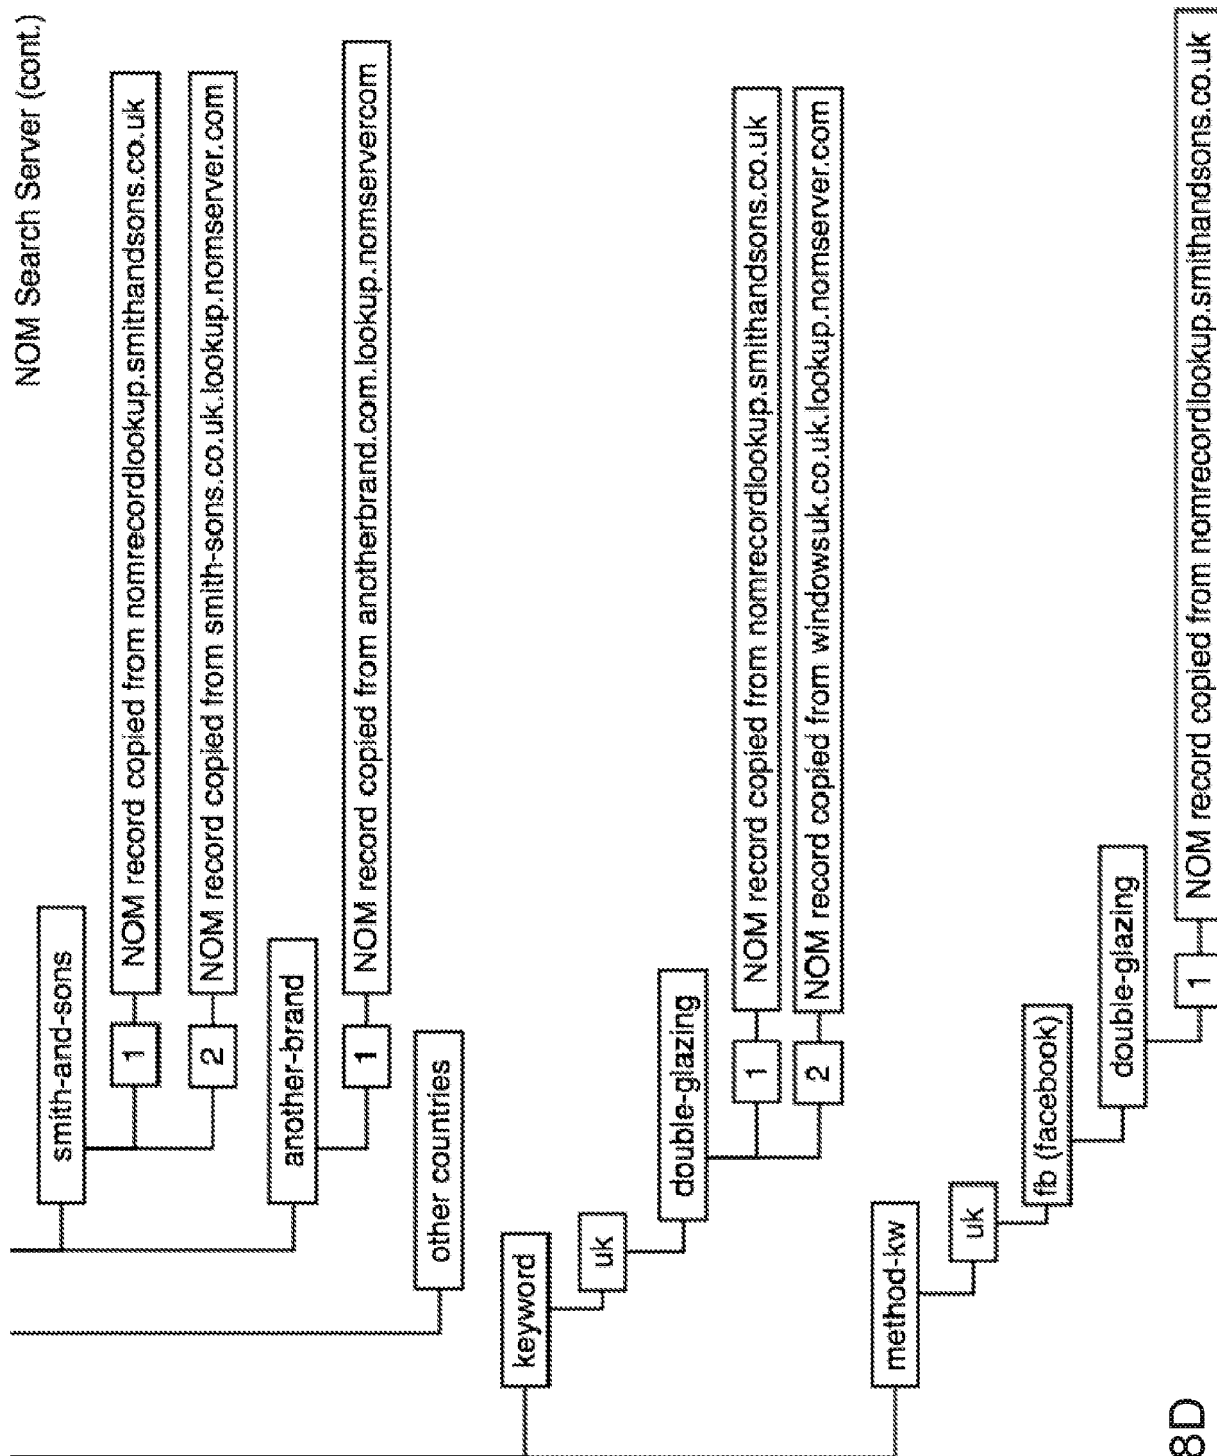 NOM Search Server (cont.)
smith-and-sons
1
NOM record copied from nomrecordlookup.smithandsons.co.uk
2
NOM record copied from smith-sons.co.uk.lookup.nomserver.com
another-brand
1
NOM record copied from anotherbrand.com.lookup.nomservercom
other countries
keyword
uk
double-glazing
1
NOM record copied from nomrecordlookup.smithandsons.co.uk
2
NOM record copied from windowsuk.co.uk.lookup.nomserver.com
method-kw
uk
fb (facebook)
double-glazing
1
NOM record copied from nomrecordlookup.smithandsons.co.uk
8D